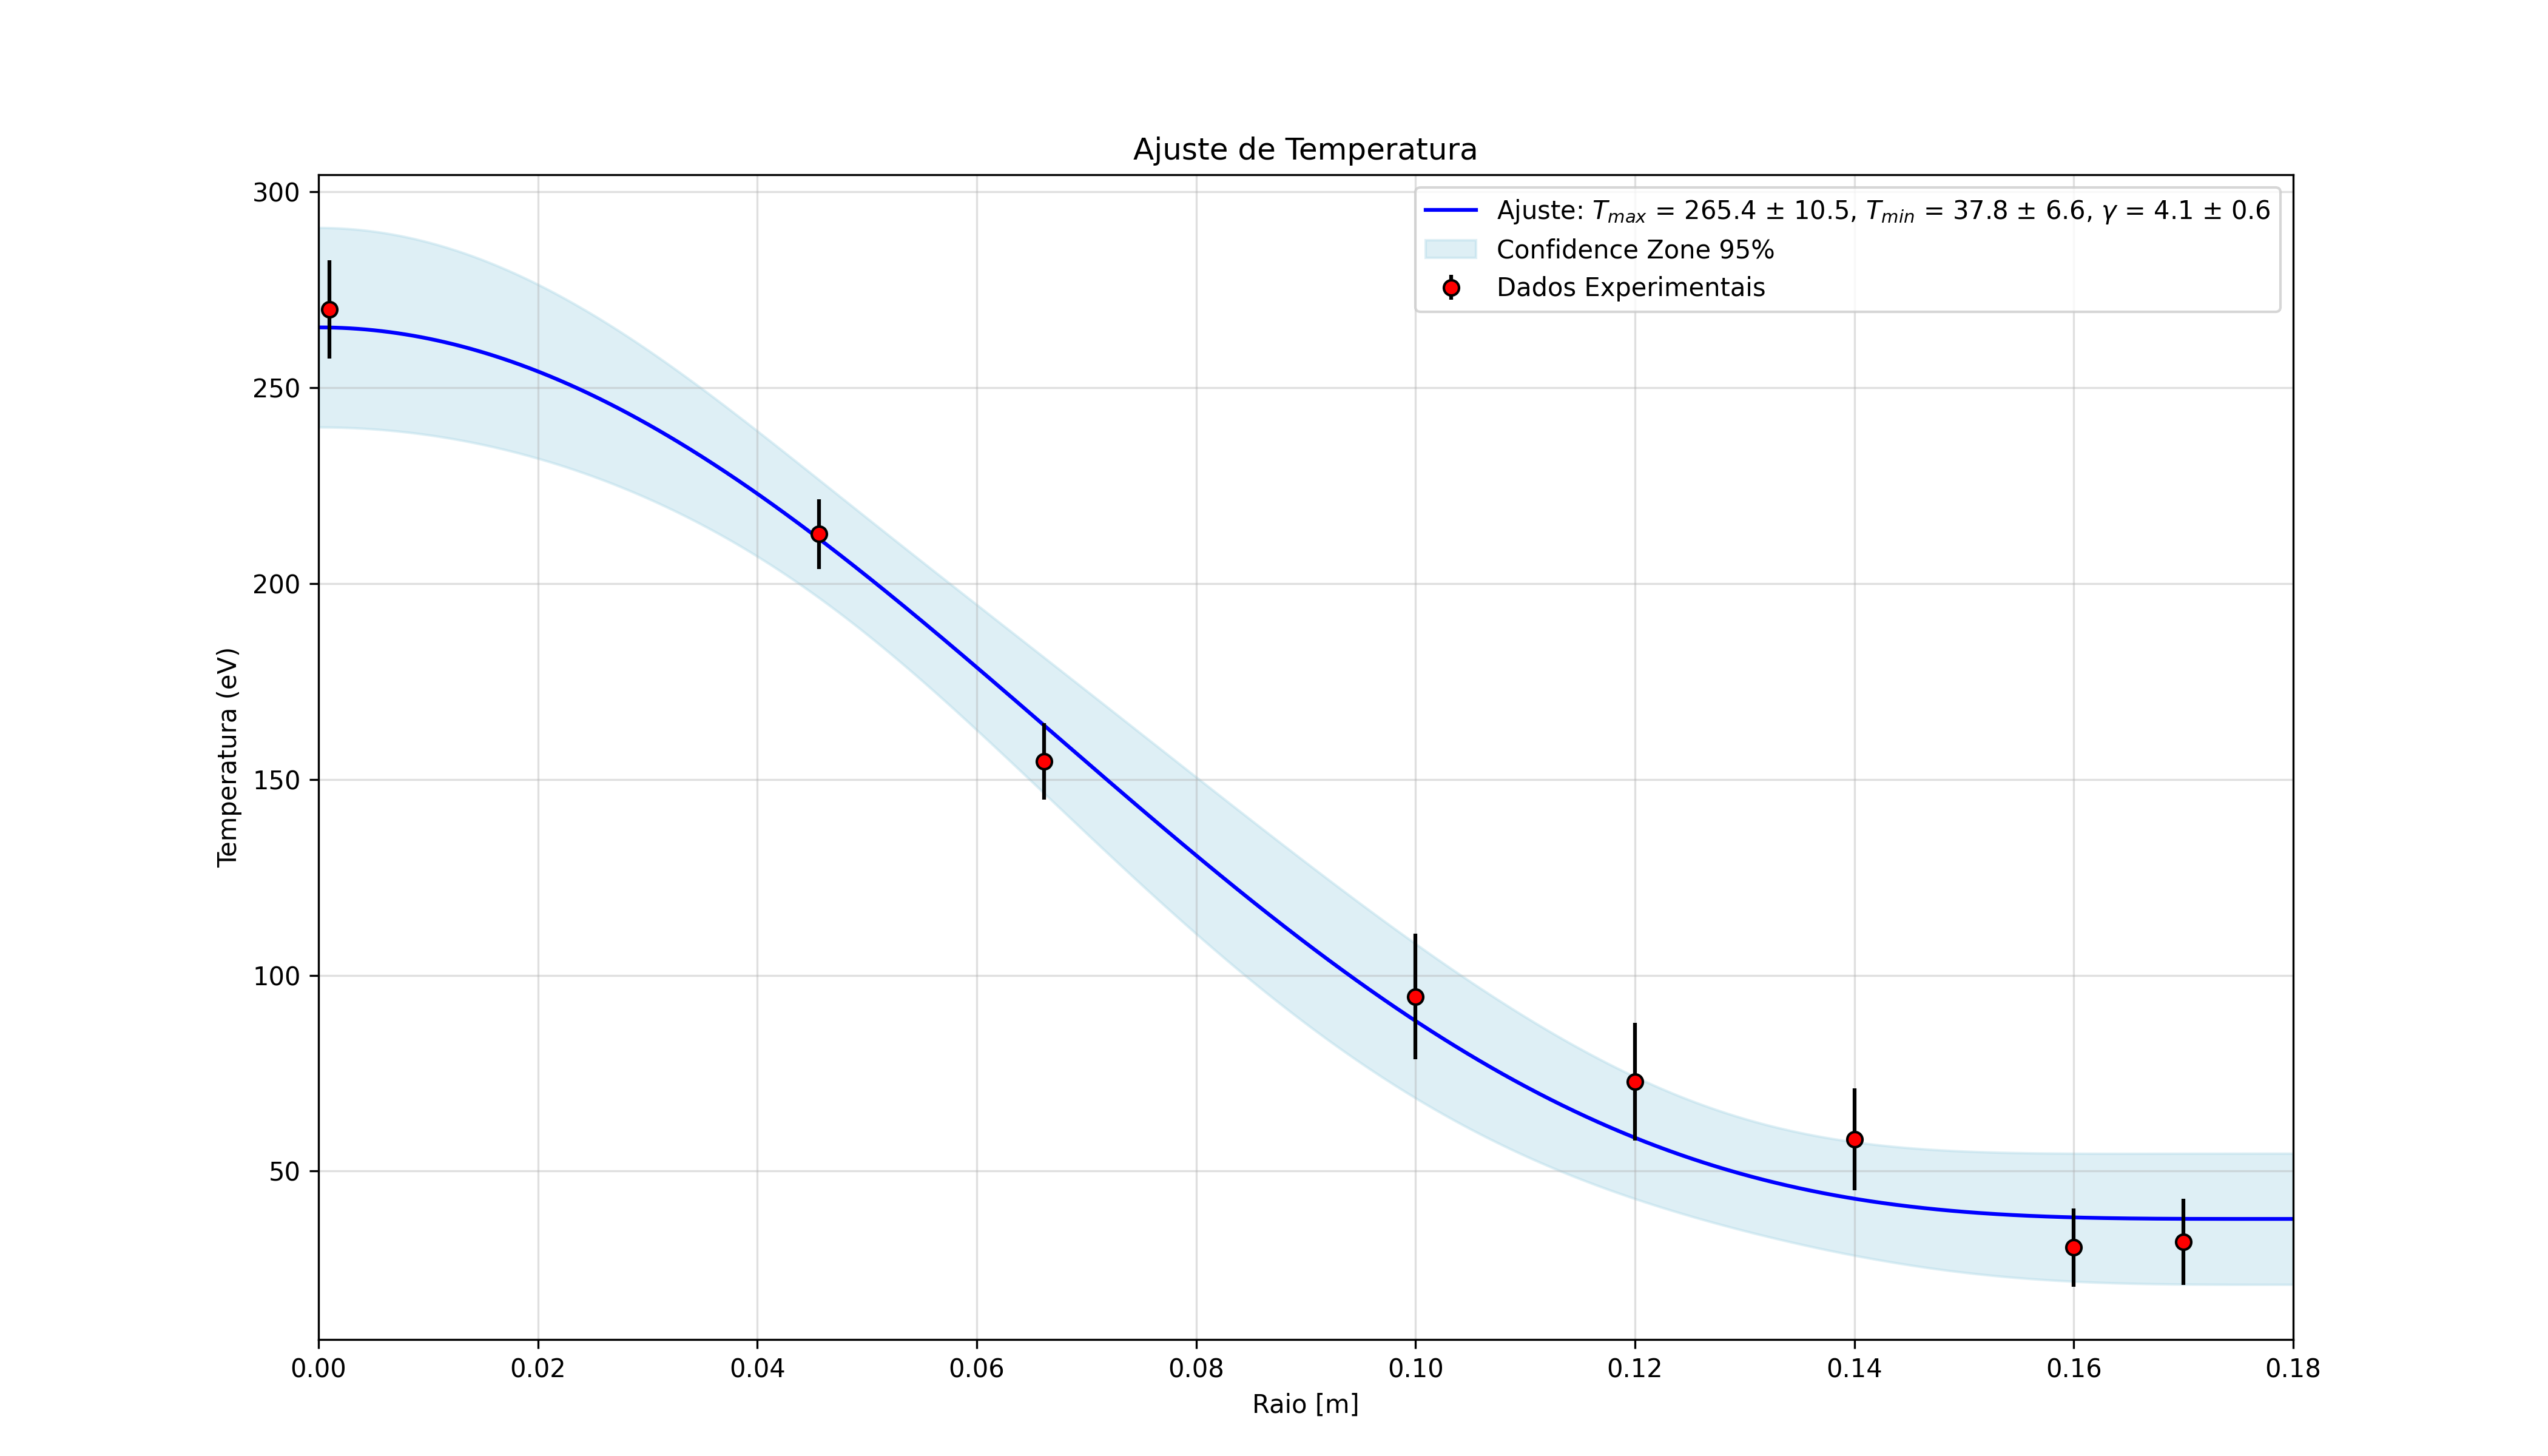 Ajuste de Temperatura
Ajuste: T_max = 265.4 ± 10.5, T_min = 37.8 ± 6.6, γ = 4.1 ± 0.6
Confidence Zone 95%
Dados Experimentais
Temperatura (eV)
300
250
200
150
100
50
0.00 0.02 0.04 0.06 0.08 0.10 0.12 0.14 0.16 0.18
Raio [m]